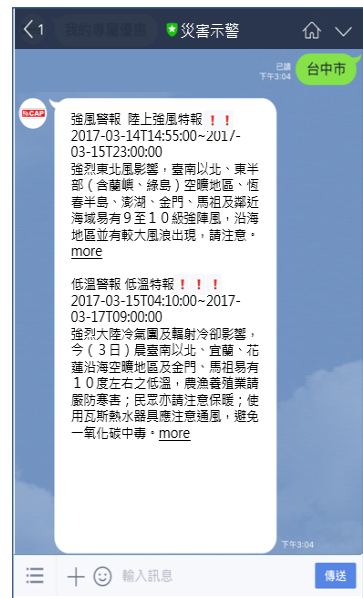 1 我的專屬優惠 災害示警
已讀
下午3:04 台中市
%CAP
強風警報 陸上強風特報！！
2017-03-14T14:55:00~2017-
03-15T23:00:00
強烈東北風影響，臺南以北、東半
部（含蘭嶼、綠島）空曠地區、恆
春半島、澎湖、金門、馬祖及鄰近
海域易有９至１０級強陣風，沿海
地區並有較大風浪出現，請注意。
more
低溫警報 低溫特報！！！
2017-03-15T04:10:00~2017-
03-17T09:00:00
強烈大陸冷氣團及輻射冷卻影響，
今（３日）晨臺南以北、宜蘭、花
蓮沿海空曠地區及金門、馬祖易有
１０度左右之低溫，農漁養殖業請
嚴防寒害；民眾亦請注意保暖；使
用瓦斯熱水器具應注意通風，避免
一氧化碳中毒。more
下午3:04
輸入訊息 傳送